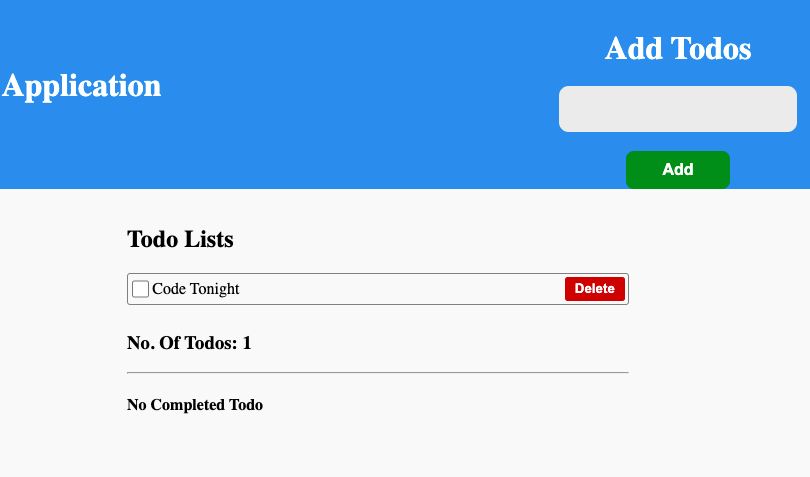 Application
Add Todos
Add
Todo Lists
Code Tonight Delete
No. Of Todos: 1
No Completed Todo